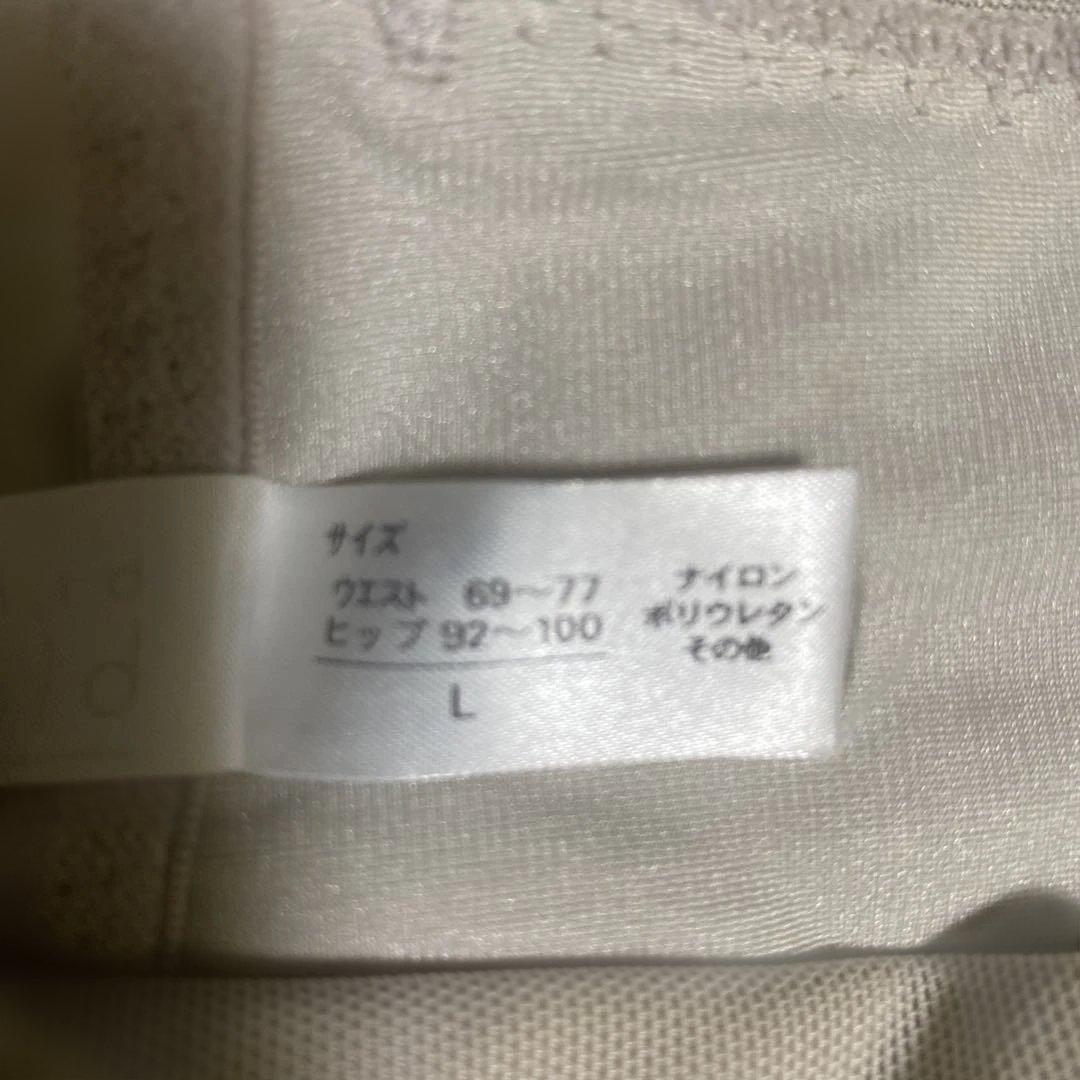 サイズ
ウエスト 69～77
ヒップ 92～100
L
ナイロン
ポリウレタン
その他